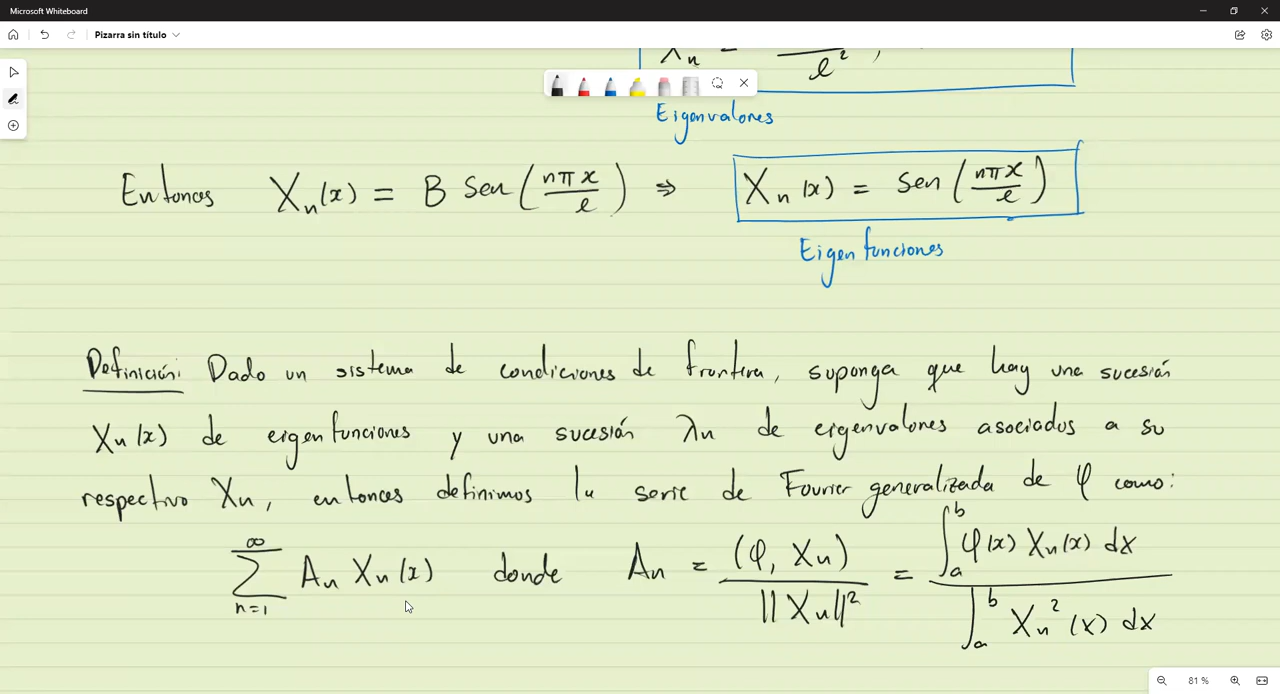 Microsoft Whiteboard
Pizarra sin título
λn = ℓ² ,
Eigenvalores
Entonces Xn(x) = B Sen(nπx/ℓ) ⇒ Xn(x) = Sen(nπx/ℓ)
Eigenfunciones
Definición: Dado un sistema de condiciones de frontera, suponga que hay una sucesión
Xn(x) de eigenfunciones y una sucesión λn de eigenvalores asociados a su
respectivo Xn, entonces definimos la serie de Fourier generalizada de φ como:
∑_{n=1}^{∞} An Xn(x) donde An = (φ, Xn) / ||Xn||² = ∫_a^b φ(x) Xn(x) dx / ∫_a^b Xn²(x) dx
81 %